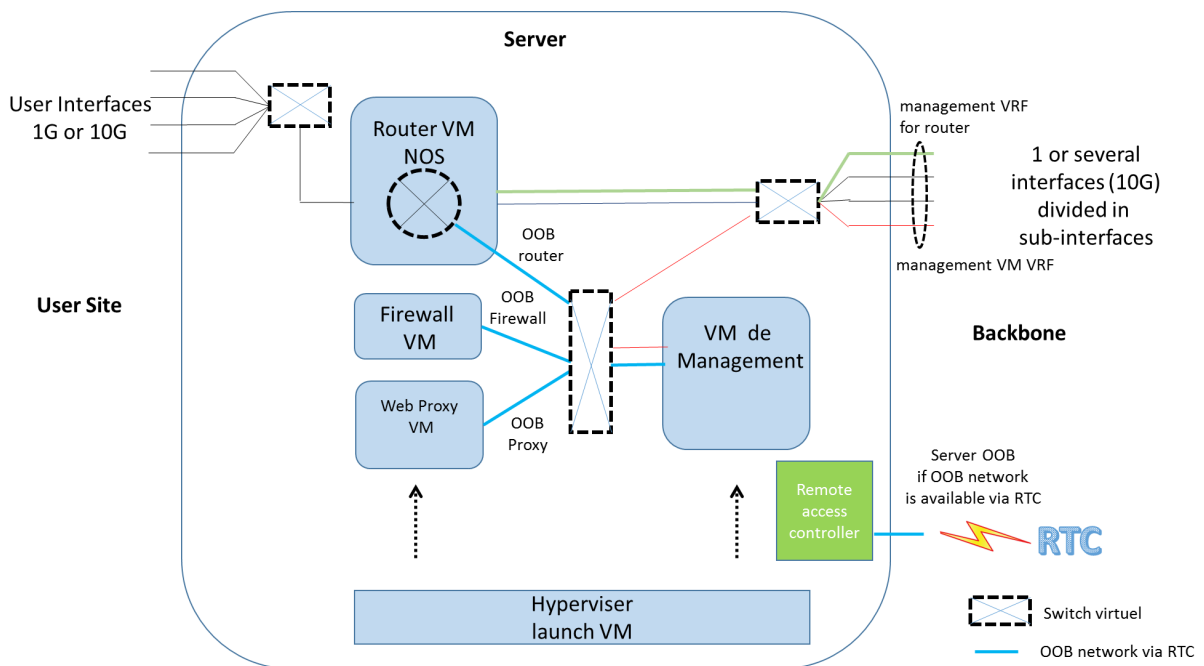 Server
User Interfaces
1G or 10G
Router VM
NOS
management VRF
for router
1 or several
interfaces (10G)
divided in
sub-interfaces
management VM VRF
OOB
router
User Site
OOB
Firewall
Firewall
VM
VM de
Management
Backbone
Web Proxy
VM
OOB
Proxy
Server OOB
if OOB network
is available via RTC
Remote
access
controller
RTC
Hyperviser
launch VM
Switch virtuel
OOB network via RTC